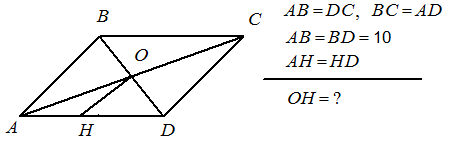 B
C
O
A
H
D
AB = DC, BC = AD
AB = BD = 10
AH = HD
OH = ?